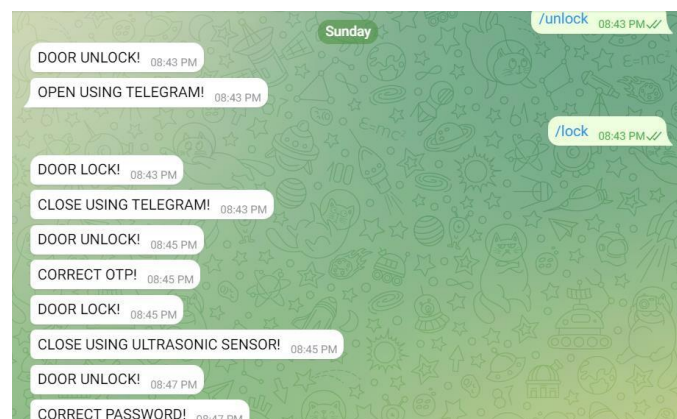 /unlock 08:43 PM
Sunday
DOOR UNLOCK! 08:43 PM
OPEN USING TELEGRAM! 08:43 PM
/lock 08:43 PM
DOOR LOCK! 08:43 PM
CLOSE USING TELEGRAM! 08:43 PM
DOOR UNLOCK! 08:45 PM
CORRECT OTP! 08:45 PM
DOOR LOCK! 08:45 PM
CLOSE USING ULTRASONIC SENSOR! 08:45 PM
DOOR UNLOCK! 08:47 PM
CORRECT PASSWORD! 08:47 PM